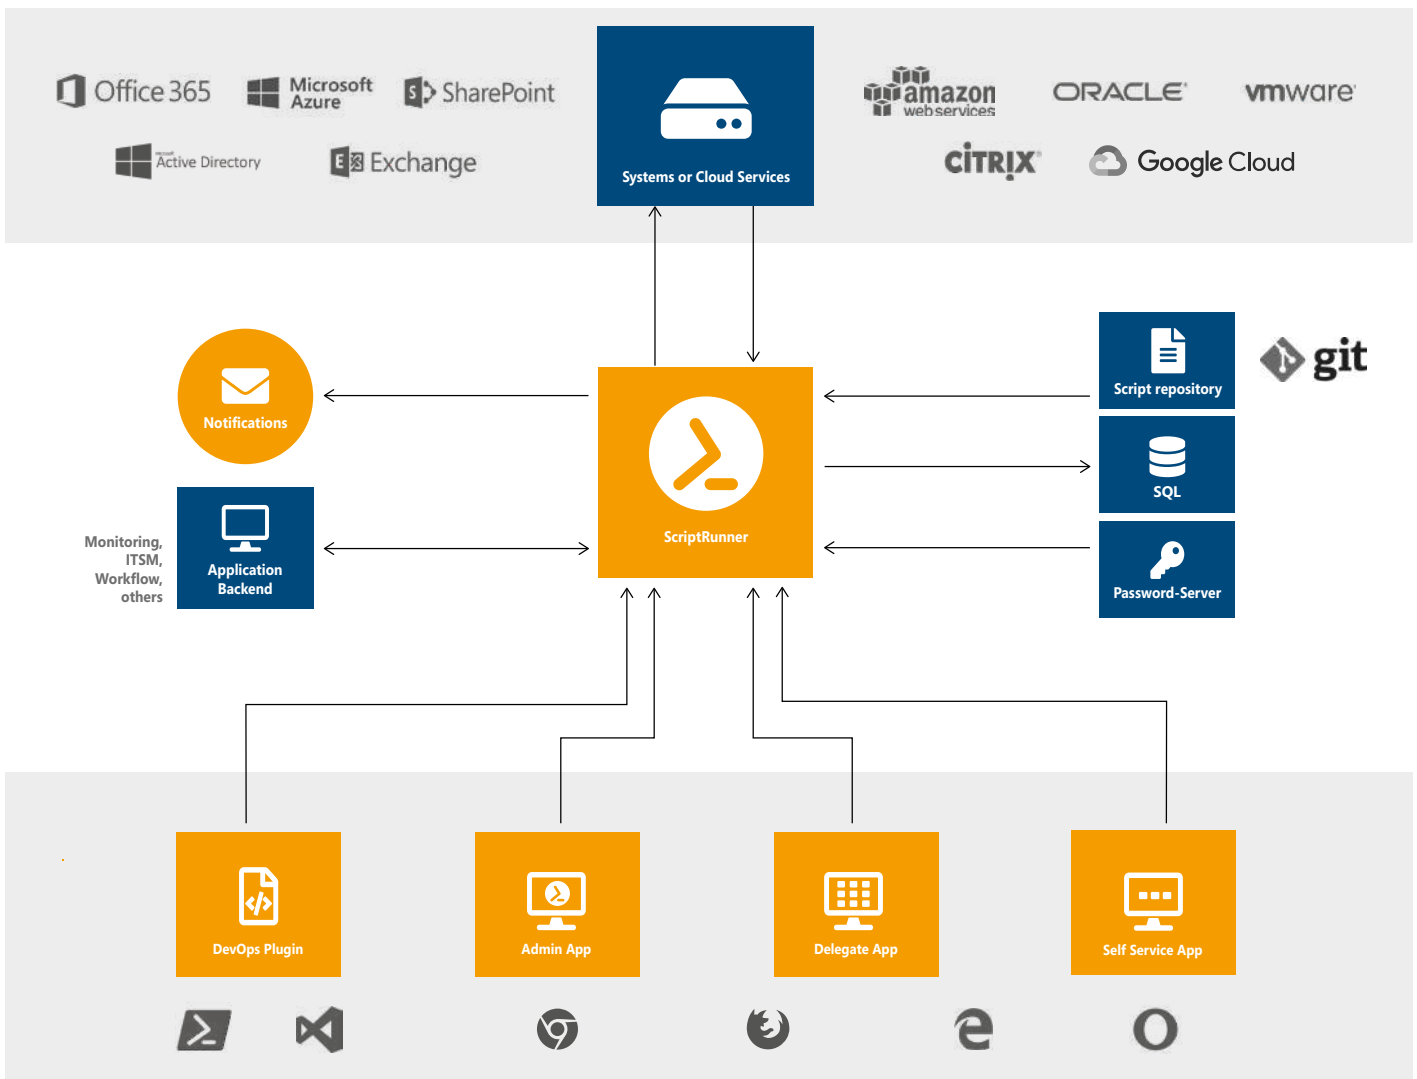 Office 365
Microsoft
Azure
SharePoint
Active Directory
Exchange
Systems or Cloud Services
amazon
webservices
ORACLE
vmware
CITRIX
Google Cloud
Notifications
Monitoring,
ITSM,
Workflow,
others
Application
Backend
ScriptRunner
Script repository
git
SQL
Password-Server
DevOps Plugin
Admin App
Delegate App
Self Service App